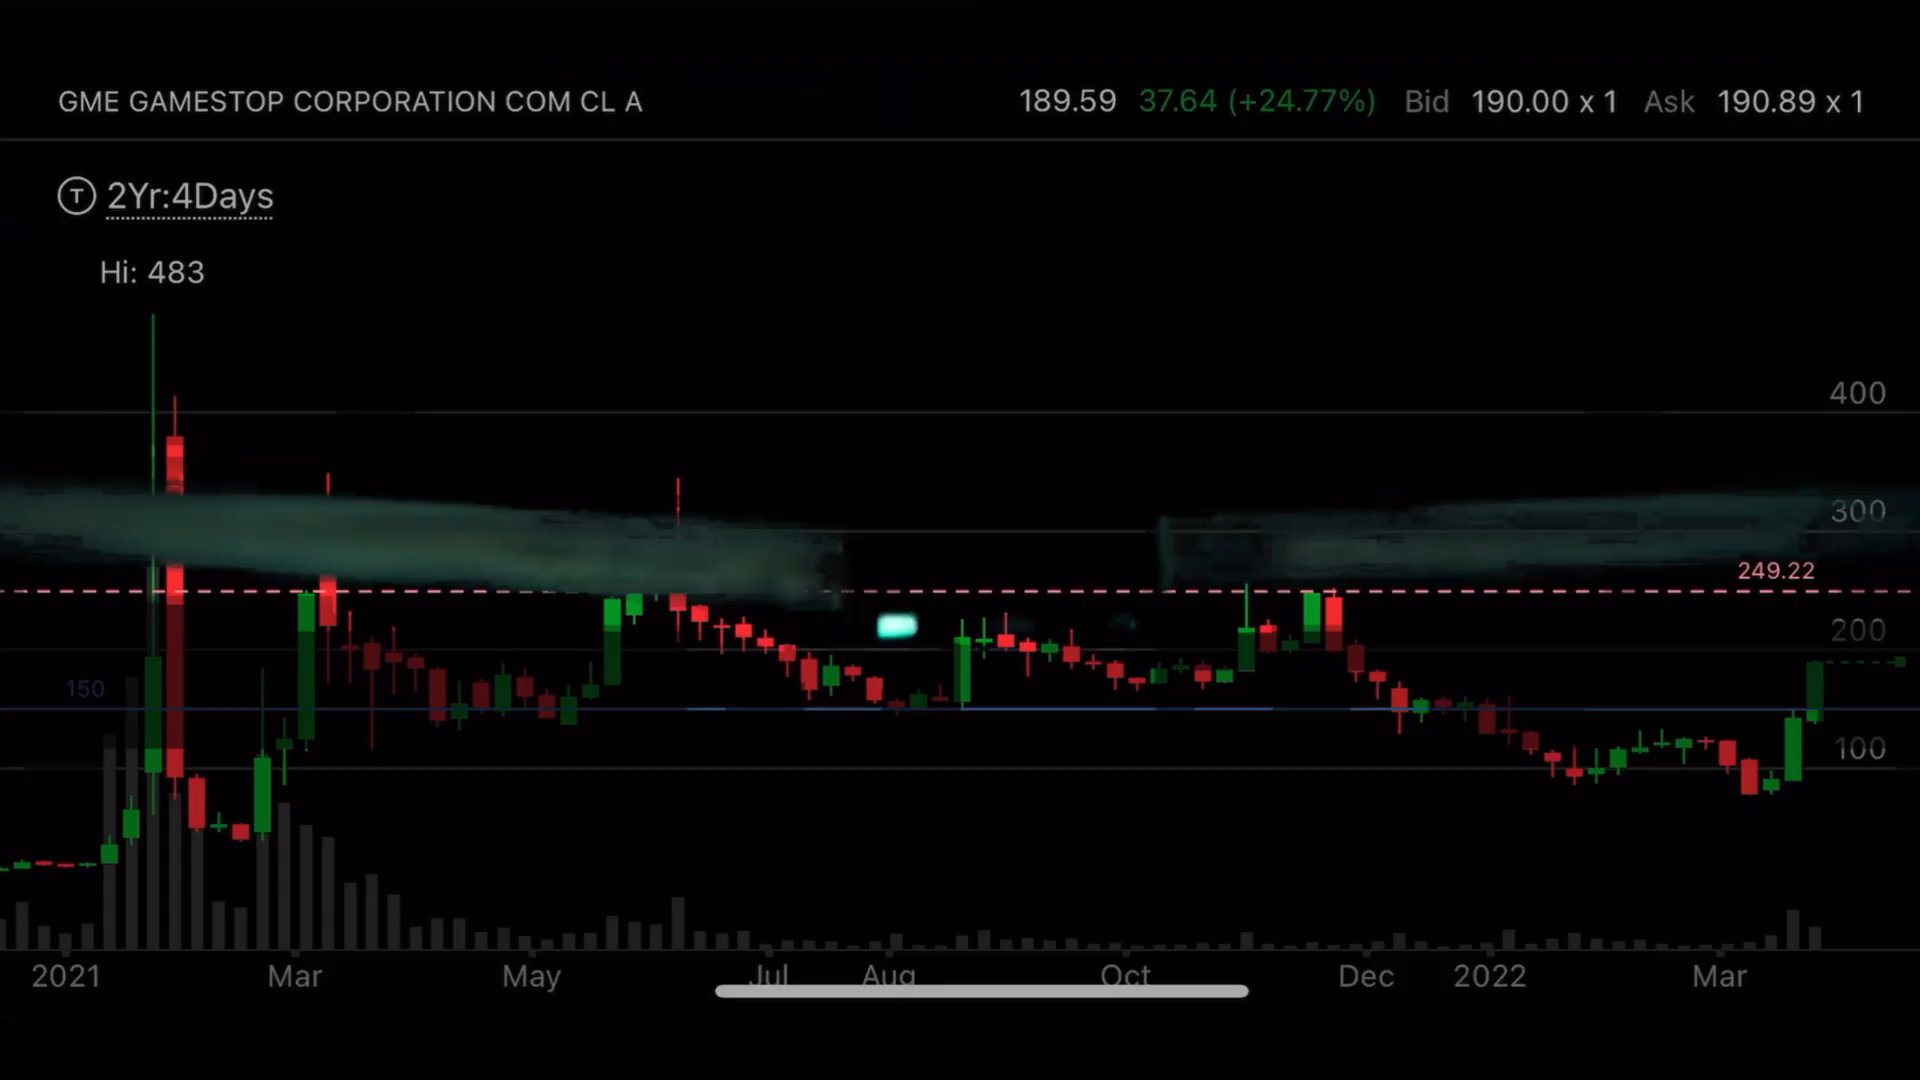 GME GAMESTOP CORPORATION COM CL A 189.59 37.64 (+24.77%) Bid 190.00 x 1 Ask 190.89 x 1
T 2Yr:4Days
Hi: 483
400
300
249.22
200
150
100
2021 Mar May Jul Aug Oct Dec 2022 Mar